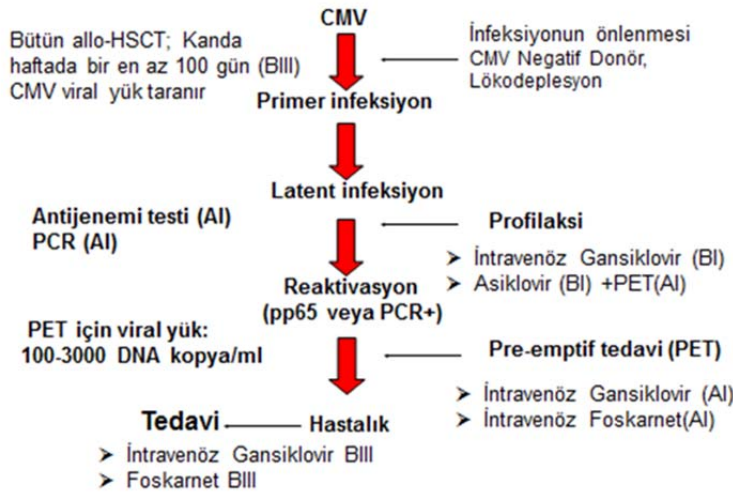 CMV
Bütün allo-HSCT; Kanda
haftada bir en az 100 gün (BIII)
CMV viral yük taranır
İnfeksiyonun önlenmesi
CMV Negatif Donör,
Lökodeplesyon
Primer infeksiyon
Latent infeksiyon
Antijenemi testi (AI)
PCR (AI)
Profilaksi
➢ İntravenöz Gansiklovir (BI)
➢ Asiklovir (BI) +PET(AI)
Reaktivasyon
(pp65 veya PCR+)
PET için viral yük:
100-3000 DNA kopya/ml
Pre-emptif tedavi (PET)
➢ İntravenöz Gansiklovir (AI)
➢ İntravenöz Foskarnet(AI)
Tedavi
Hastalık
➢ İntravenöz Gansiklovir BIII
➢ Foskarnet BIII